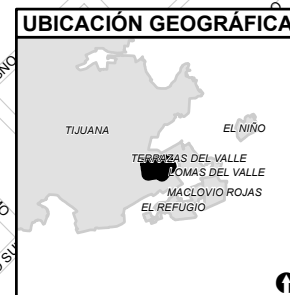 UBICACIÓN GEOGRÁFICA
TIJUANA
EL NIÑO
TERRAZAS DEL VALLE
LOMAS DEL VALLE
MACLOVIO ROJAS
EL REFUGIO